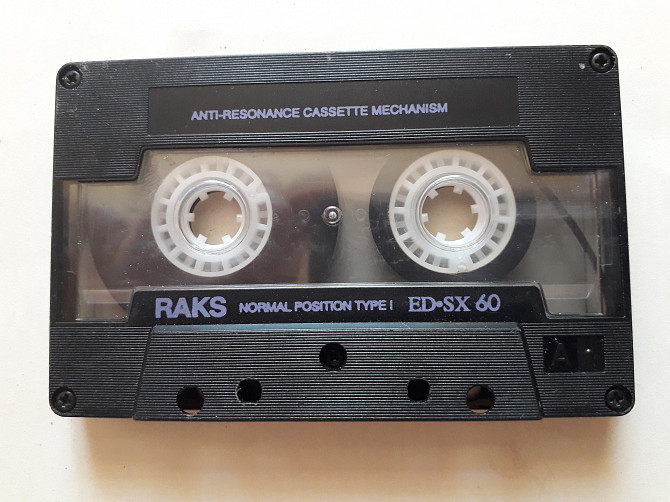 ANTI-RESONANCE CASSETTE MECHANISM
RAKS NORMAL POSITION TYPE I ED•SX 60
A